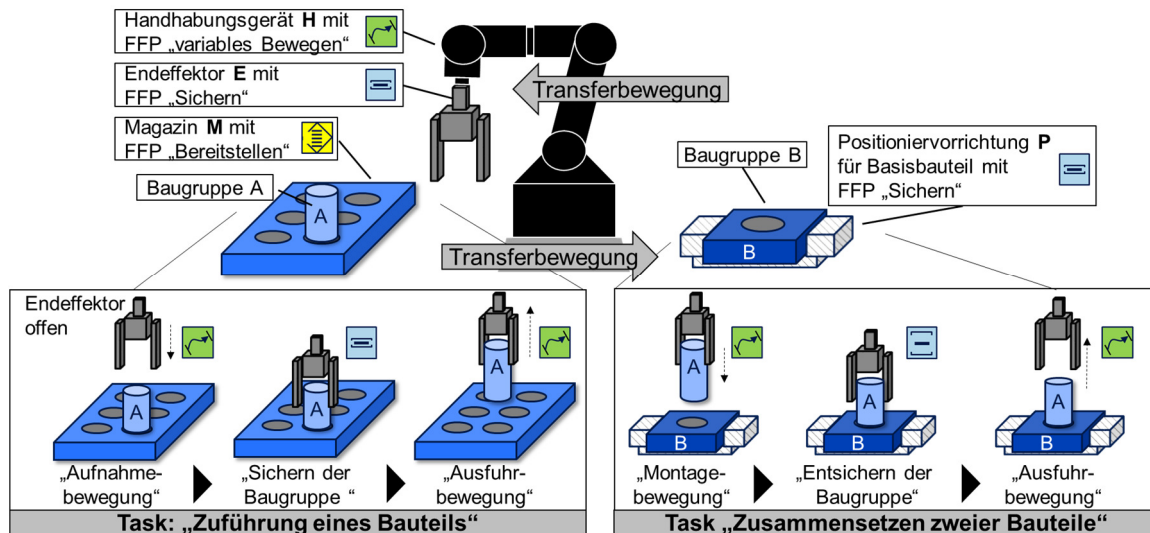 Handhabungsgerät H mit
FFP „variables Bewegen“
Endeffektor E mit
FFP „Sichern“
Magazin M mit
FFP „Bereitstellen“
Baugruppe A
A
Transferbewegung
Transferbewegung
Baugruppe B
B
Positioniervorrichtung P
für Basisbauteil mit
FFP „Sichern“
Endeffektor
offen
A
A
A
„Aufnahme-
bewegung“
„Sichern der
Baugruppe “
„Ausfuhr-
bewegung“
Task: „Zuführung eines Bauteils“
A
B
A
B
A
B
„Montage-
bewegung“
„Entsichern der
Baugruppe“
„Ausfuhr-
bewegung“
Task „Zusammensetzen zweier Bauteile“